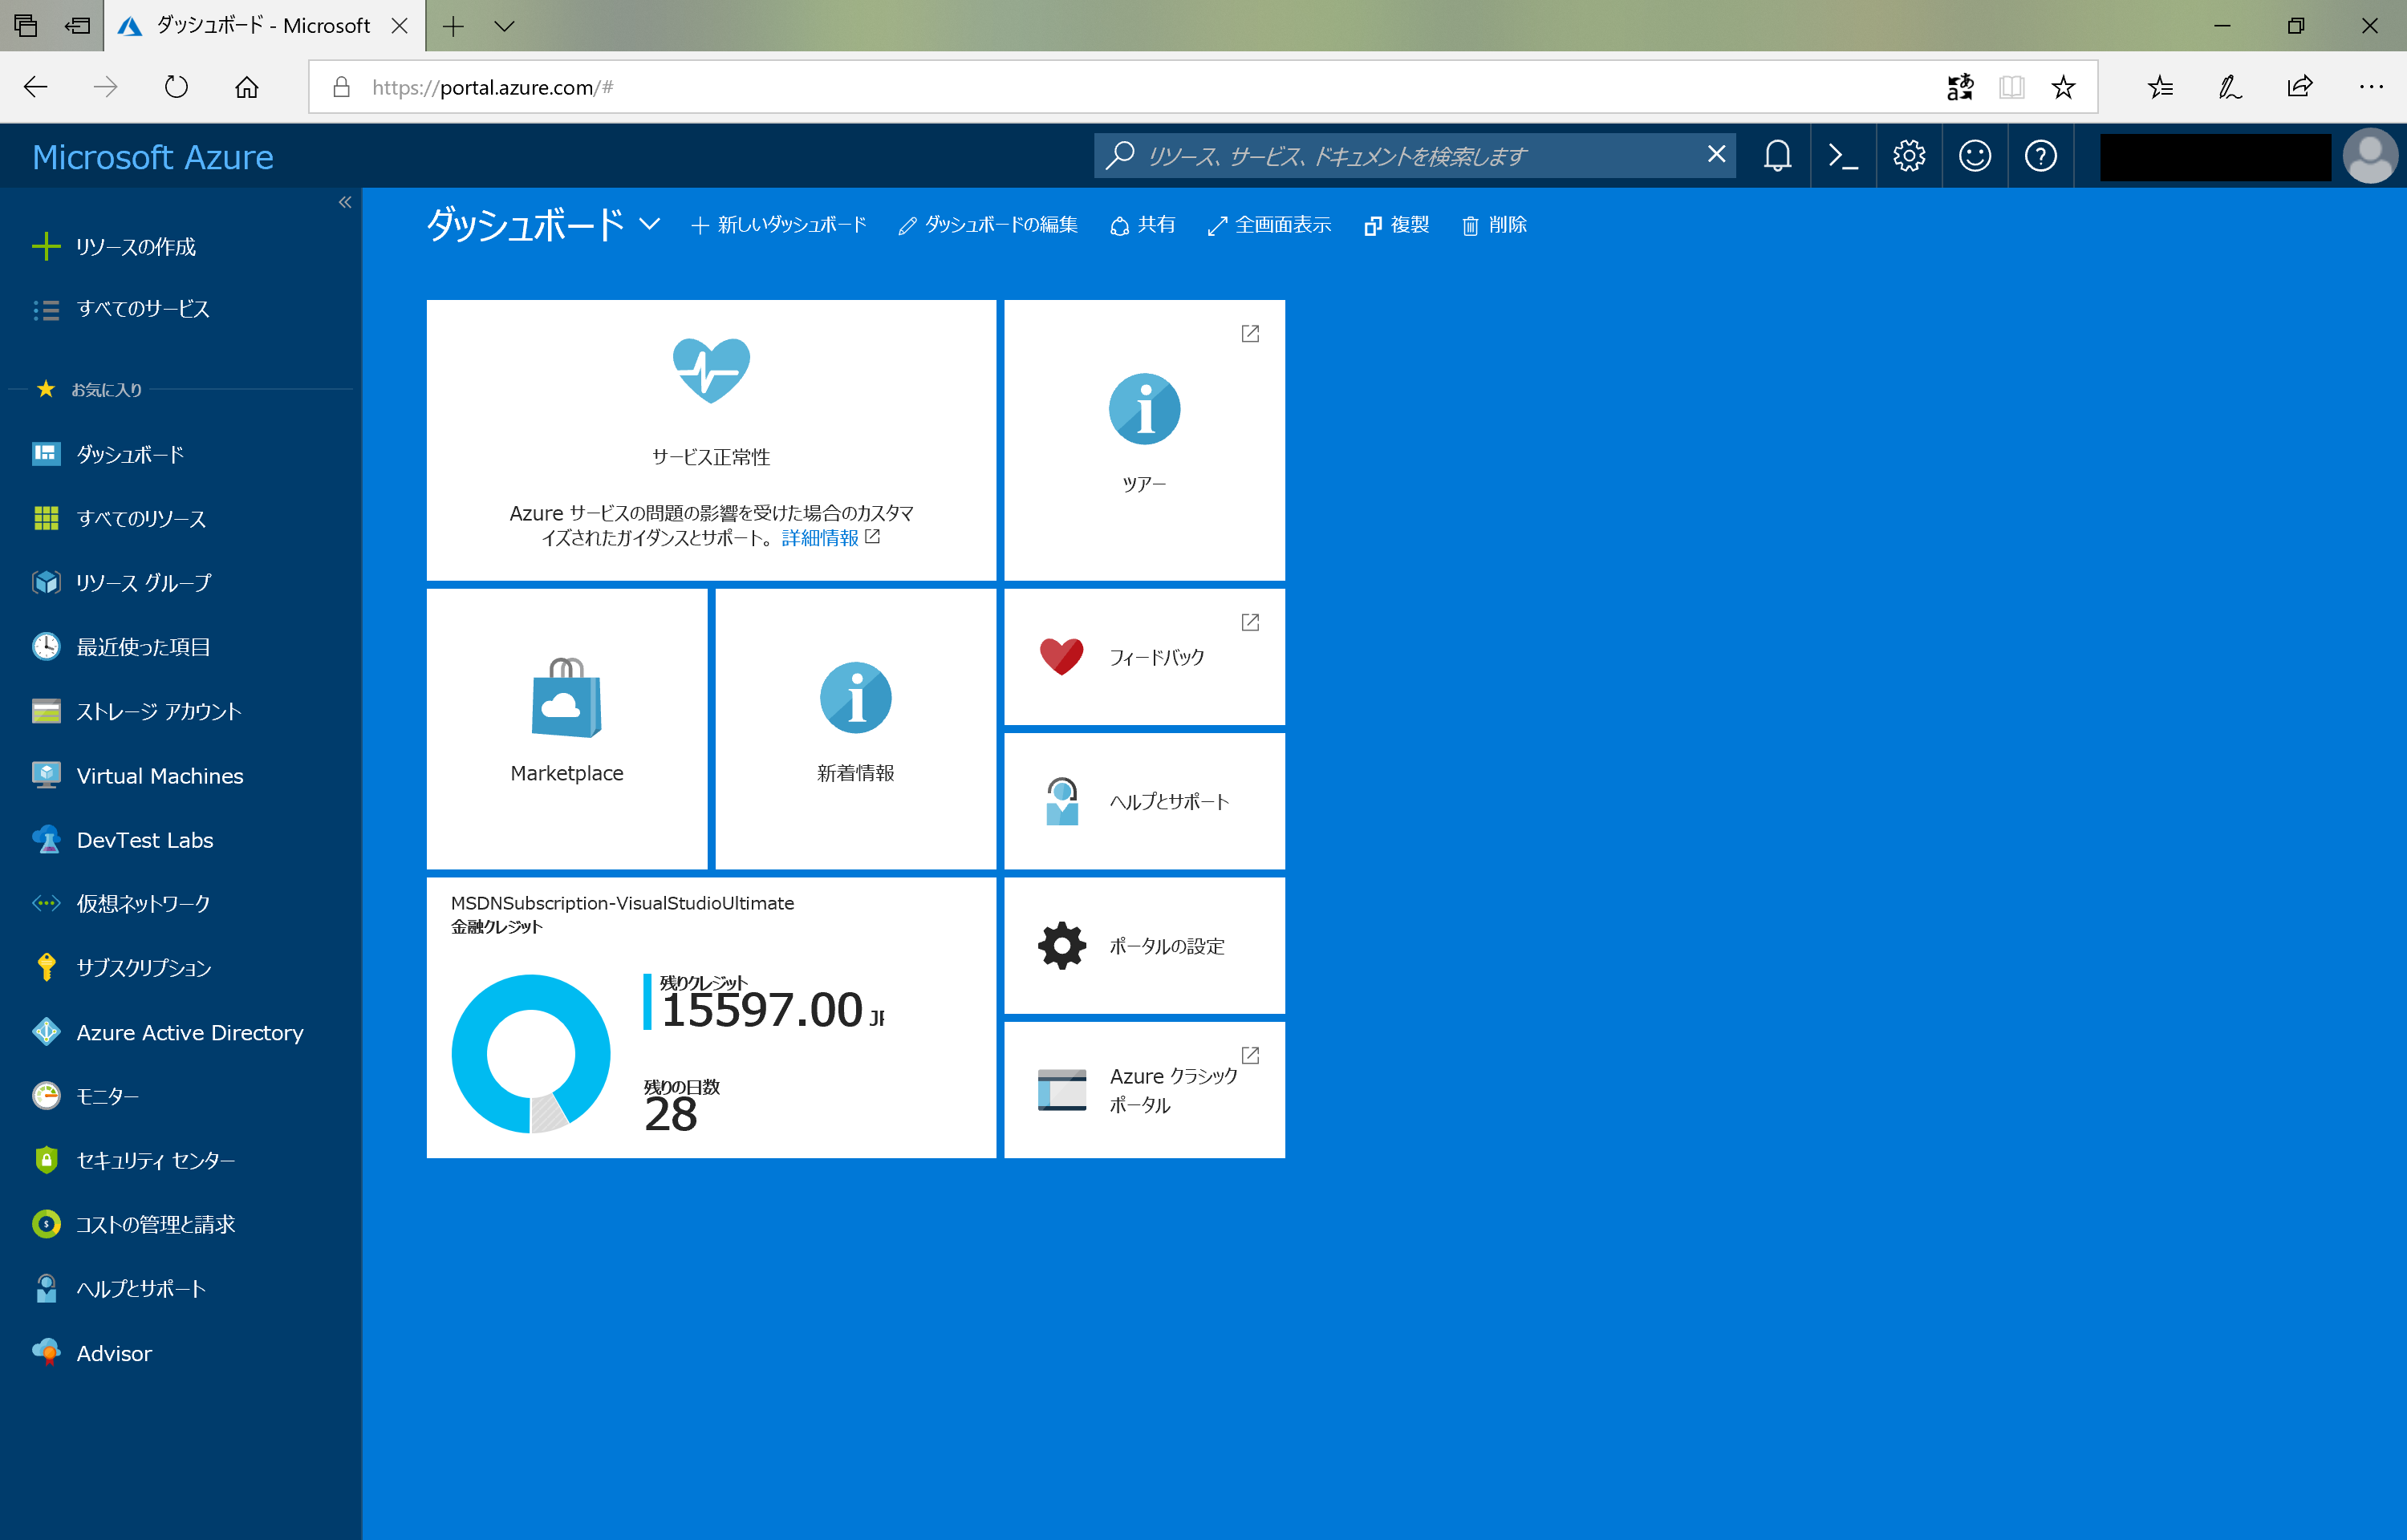 ダッシュボード - Microsoft
https://portal.azure.com/#
Microsoft Azure
リソース、サービス、ドキュメントを検索します
リソースの作成
すべてのサービス
お気に入り
ダッシュボード
すべてのリソース
リソース グループ
最近使った項目
ストレージ アカウント
Virtual Machines
DevTest Labs
仮想ネットワーク
サブスクリプション
Azure Active Directory
モニター
セキュリティ センター
コストの管理と請求
ヘルプとサポート
Advisor
ダッシュボード
新しいダッシュボード
ダッシュボードの編集
共有
全画面表示
複製
削除
サービス正常性
Azure サービスの問題の影響を受けた場合のカスタマ
イズされたガイダンスとサポート。詳細情報
ツアー
Marketplace
新着情報
フィードバック
ヘルプとサポート
MSDNSubscription-VisualStudioUltimate
金融クレジット
残りクレジット
15597.00
残りの日数
28
ポータルの設定
Azure クラシック
ポータル